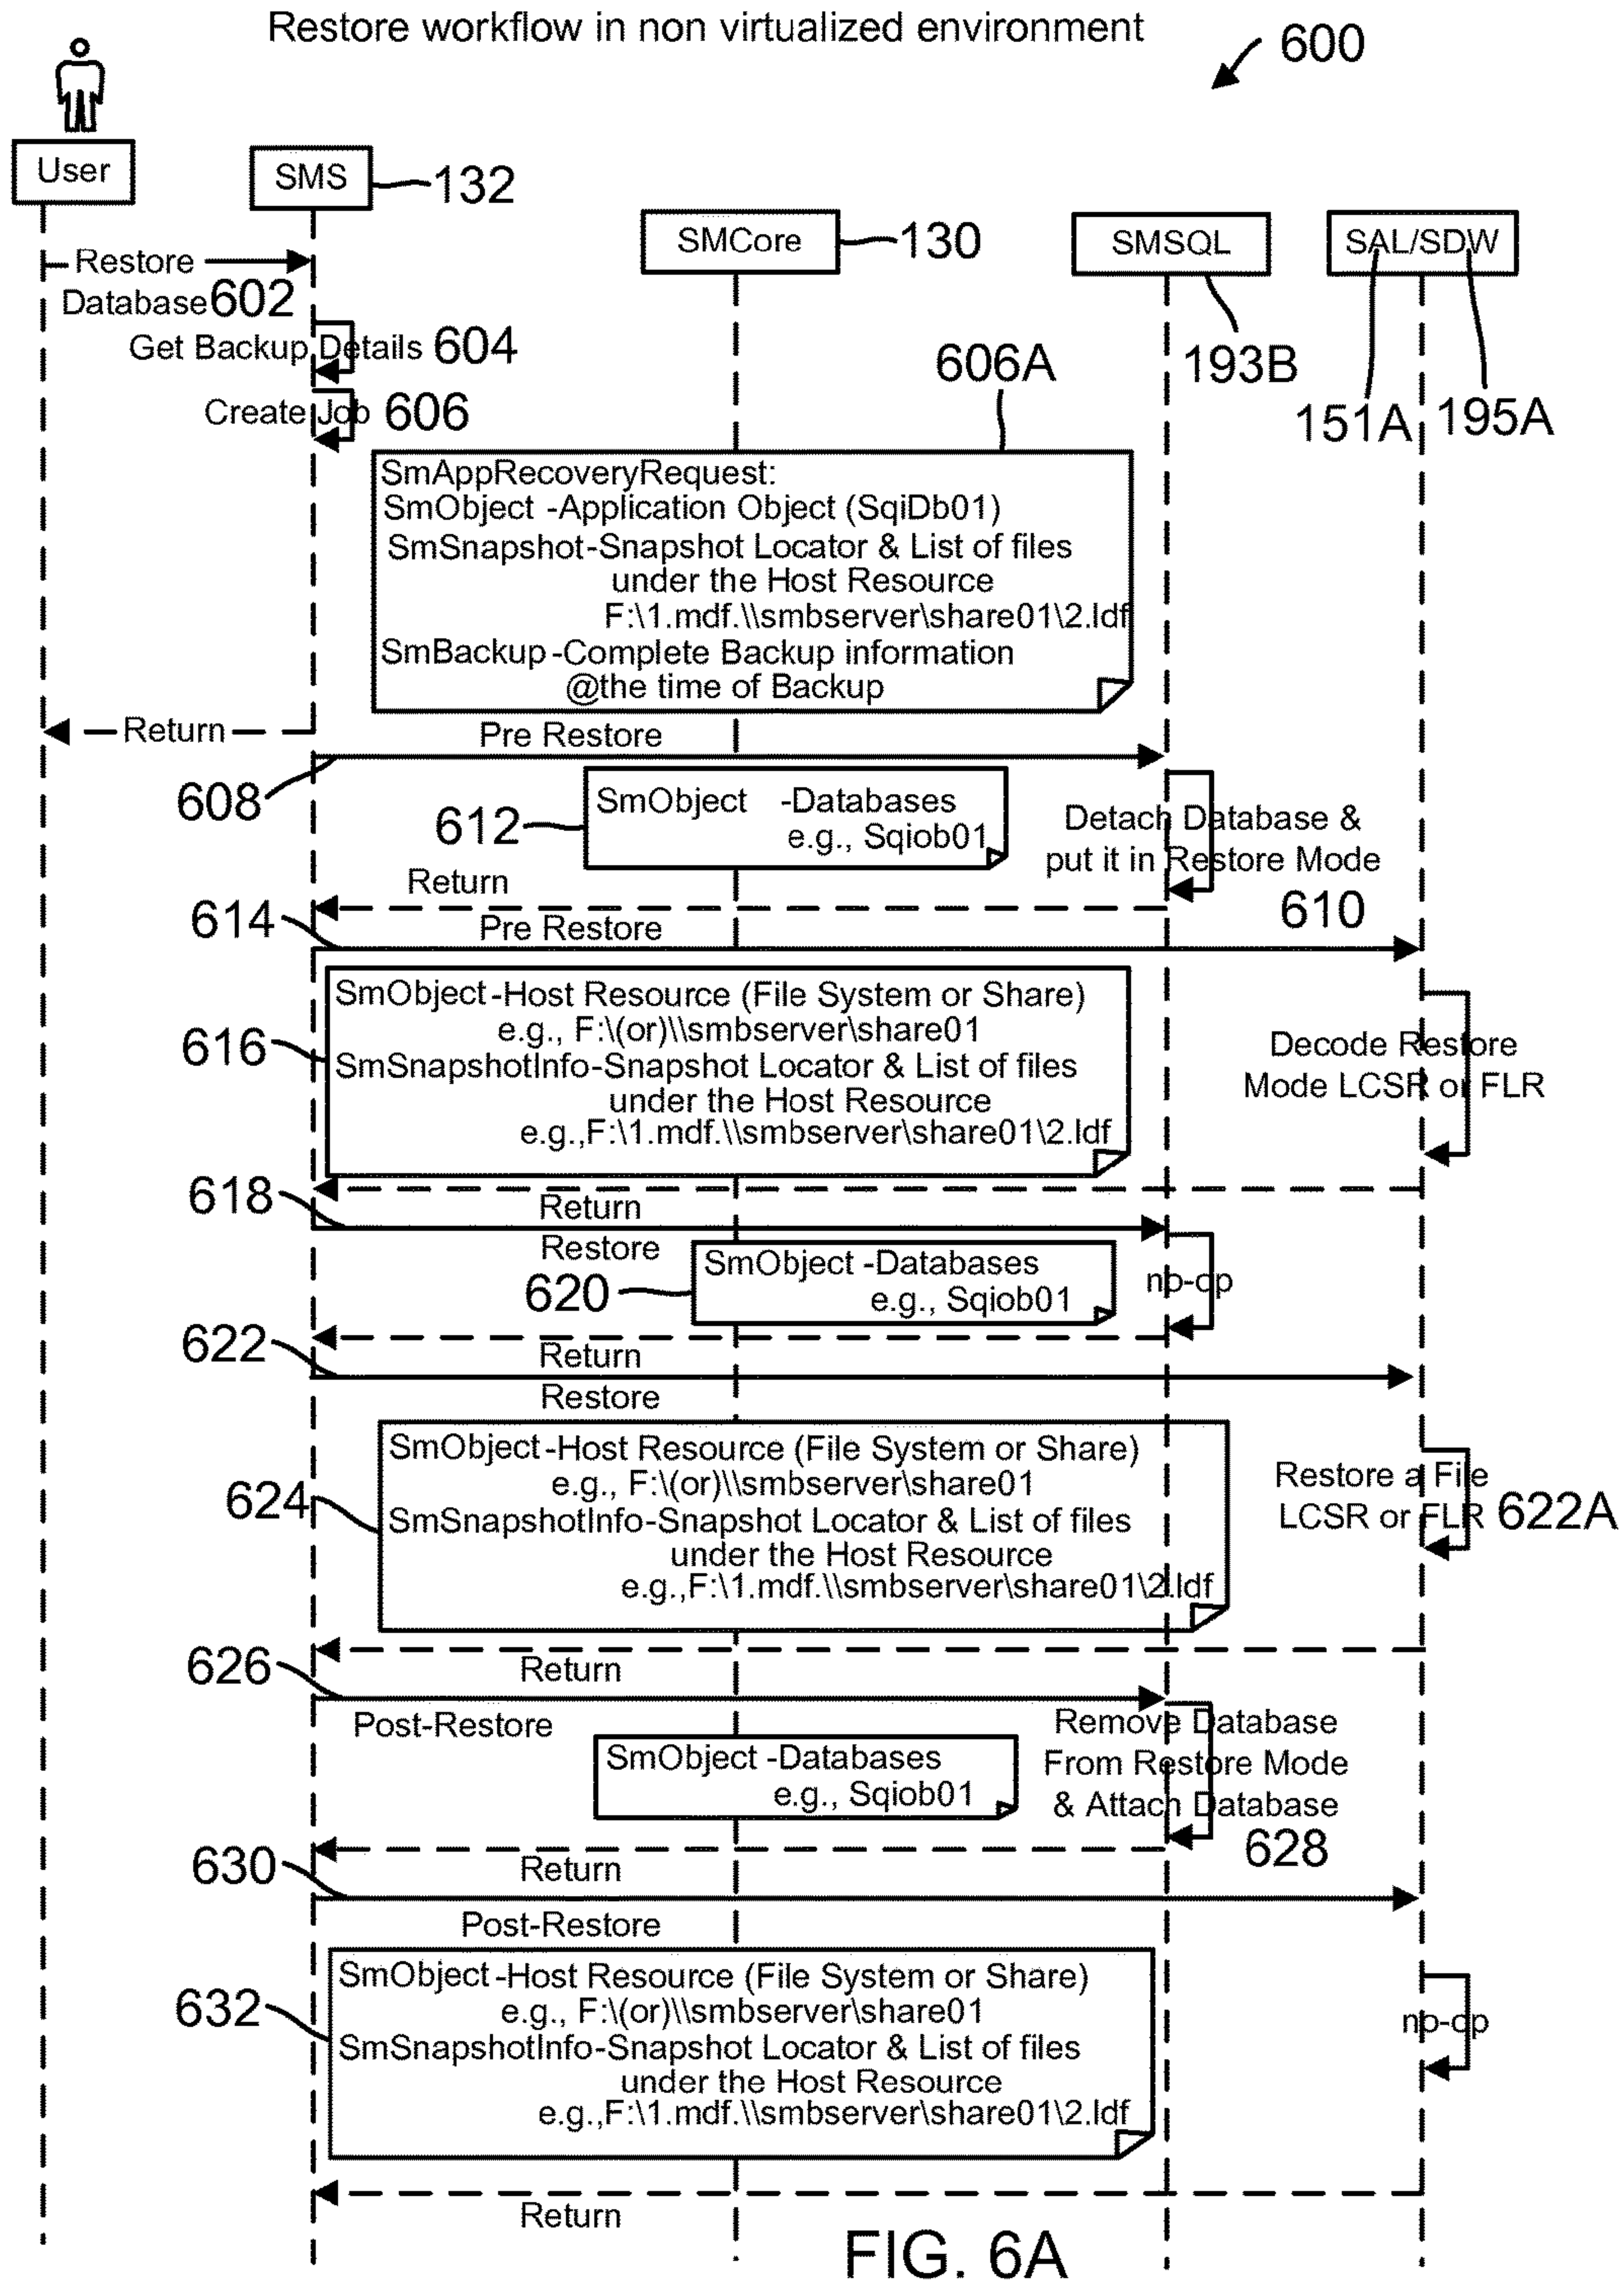 Restore workflow in non virtualized environment
600
User
SMS
132
SMCore
130
SMSQL
SAL/SDW
Restore
Database 602
Get Backup Details 604
193B
606A
151A
195A
Create Job 606
SmAppRecoveryRequest:
SmObject -Application Object (SqiDb01)
SmSnapshot-Snapshot Locator & List of files
under the Host Resource
F:\1.mdf.\\smbserver\share01\2.ldf
SmBackup -Complete Backup information
@the time of Backup
Return
Pre Restore
608
612
SmObject -Databases
e.g., Sqiob01
Detach Database &
put it in Restore Mode
610
Return
614
Pre Restore
616
SmObject-Host Resource (File System or Share)
e.g., F:\(or)\\smbserver\share01
SmSnapshotInfo-Snapshot Locator & List of files
under the Host Resource
e.g.,F:\1.mdf.\\smbserver\share01\2.ldf
Decode Restore
Mode LCSR or FLR
618
Return
Restore
620
SmObject -Databases
e.g., Sqiob01
no-op
622
Return
Restore
624
SmObject-Host Resource (File System or Share)
e.g., F:\(or)\\smbserver\share01
SmSnapshotInfo-Snapshot Locator & List of files
under the Host Resource
e.g.,F:\1.mdf.\\smbserver\share01\2.ldf
Restore a File
LCSR or FLR 622A
626
Return
Post-Restore
SmObject -Databases
e.g., Sqiob01
Remove Database
From Restore Mode
& Attach Database
628
630
Return
Post-Restore
632
SmObject-Host Resource (File System or Share)
e.g., F:\(or)\\smbserver\share01
SmSnapshotInfo-Snapshot Locator & List of files
under the Host Resource
e.g.,F:\1.mdf.\\smbserver\share01\2.ldf
no-op
Return
FIG. 6A